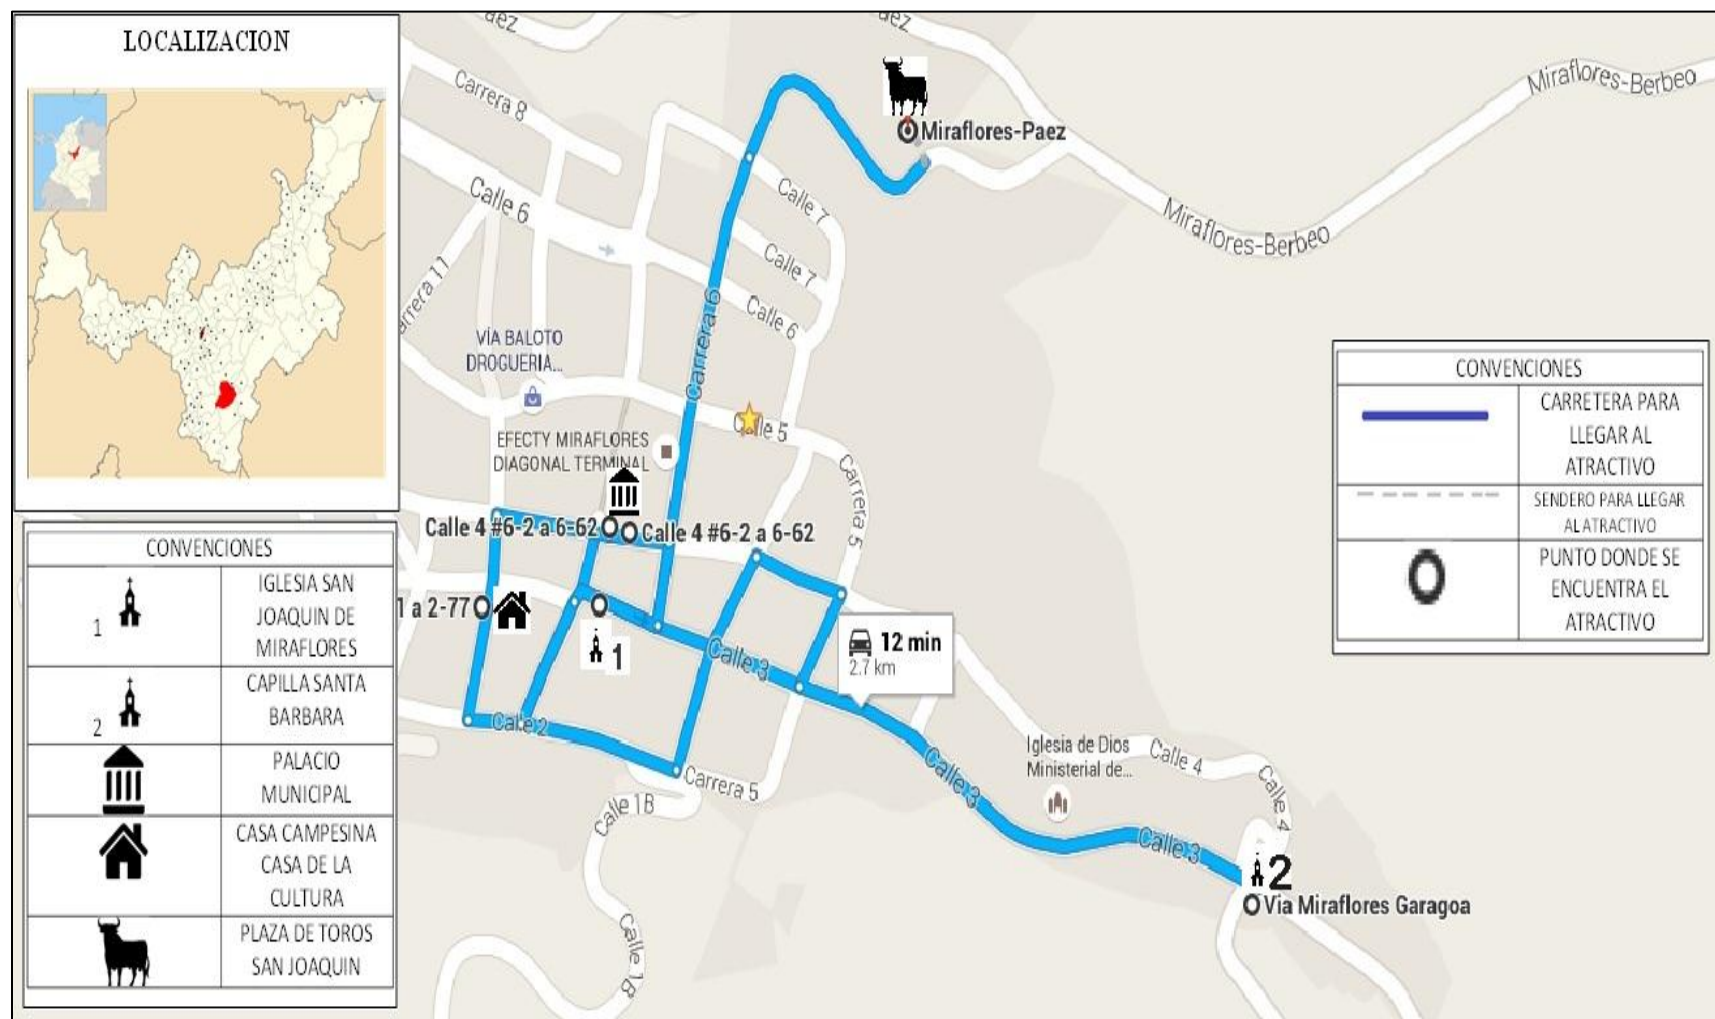 LOCALIZACION
CONVENCIONES
1
IGLESIA SAN
JOAQUIN DE
MIRAFLORES
2
CAPILLA SANTA
BARBARA
PALACIO
MUNICIPAL
CASA CAMPESINA
CASA DE LA
CULTURA
PLAZA DE TOROS
SAN JOAQUIN
Carrera 8
Miraflores-Paez
Miraflores-Berbeo
Miraflores-Berbeo
Calle 6
Calle 7
Calle 7
Calle 6
Carrera 6
VÍA BALOTO
DROGUERIA...
Calle 5
EFECTY MIRAFLORES
DIAGONAL TERMINAL
Carrera 5
Calle 4 #6-2 a 6-62
Calle 4 #6-2 a 6-62
1 a 2-77
1
Calle 3
12 min
2.7 km
Calle 2
Carrera 5
Calle 1B
Calle 1B
Calle 3
Iglesia de Dios
Ministerial de...
Calle 4
Calle 4
Calle 3
2
Via Miraflores Garagoa
CONVENCIONES
CARRETERA PARA
LLEGAR AL
ATRACTIVO
SENDERO PARA LLEGAR
AL ATRACTIVO
PUNTO DONDE SE
ENCUENTRA EL
ATRACTIVO